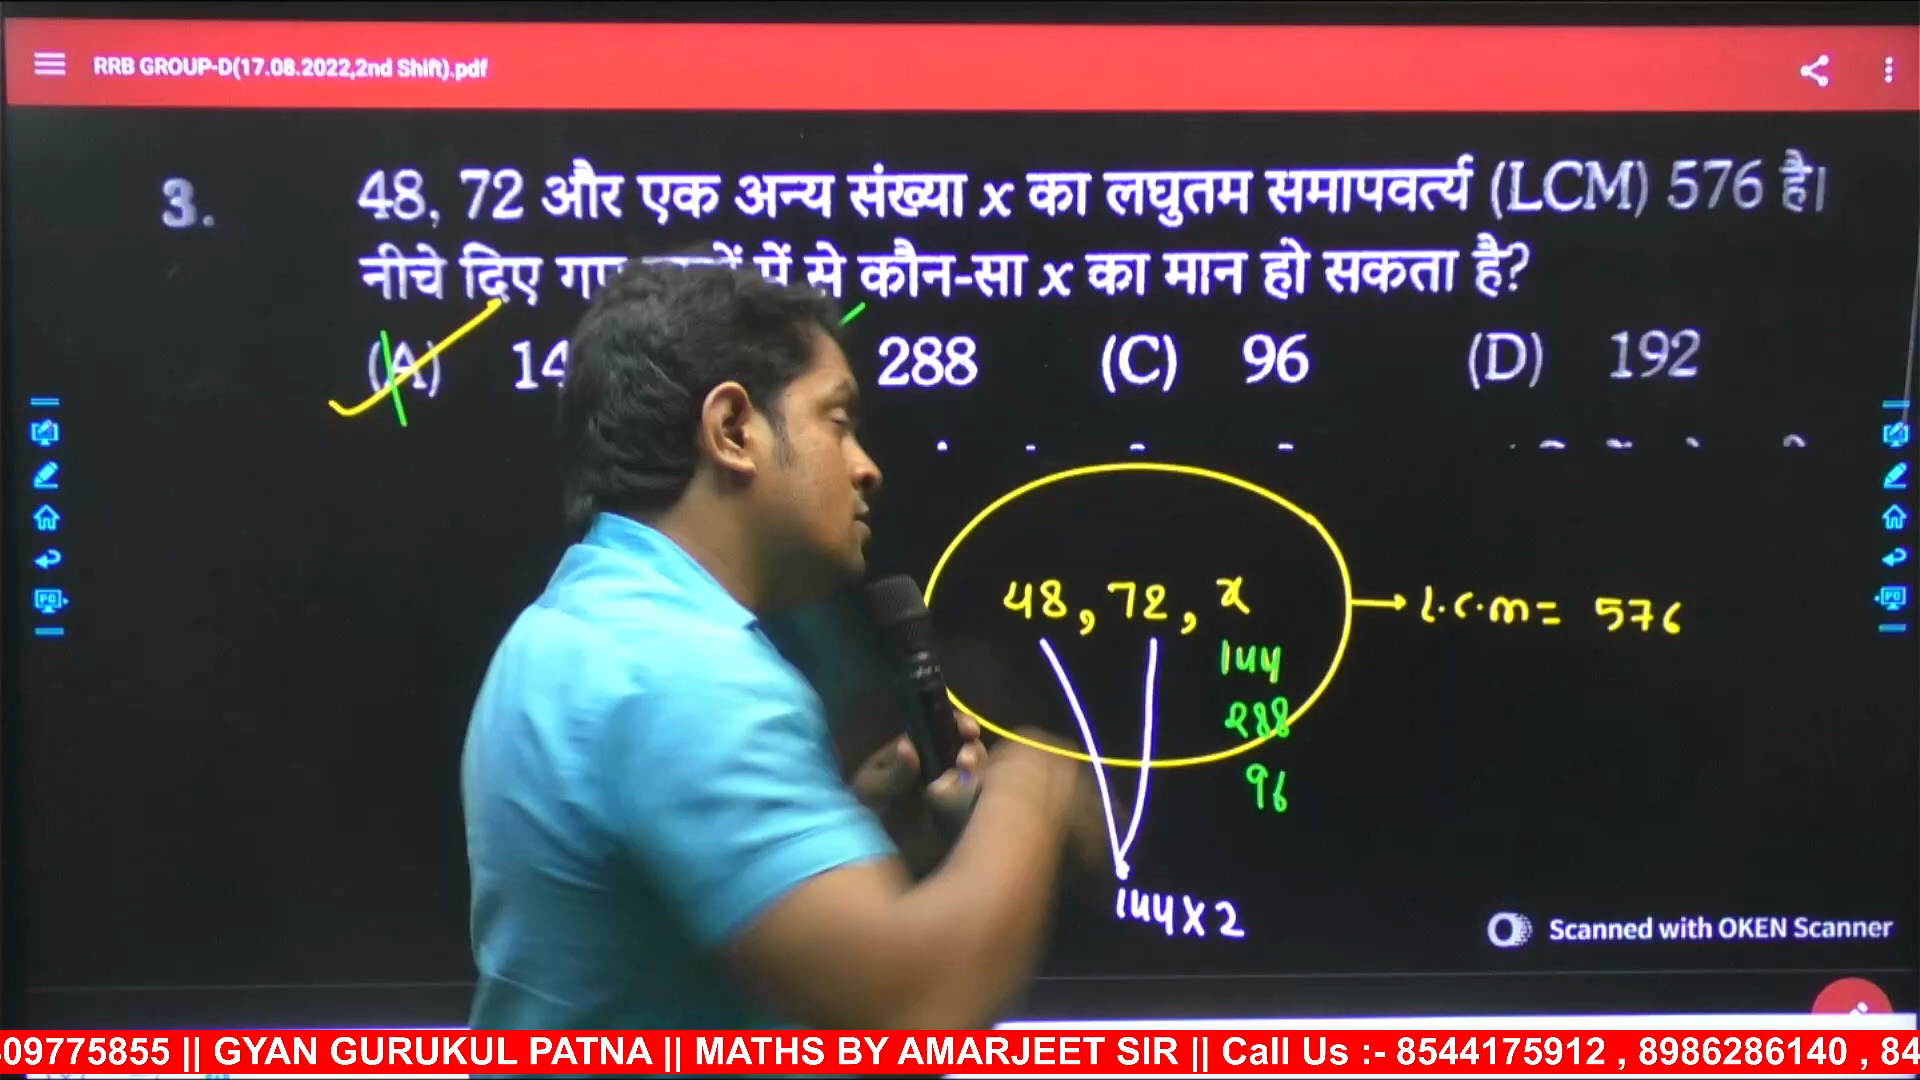 RRB GROUP-D(17.08.2022,2nd Shift).pdf
3. 48, 72 और एक अन्य संख्या x का लघुतम समापवर्त्य (LCM) 576 है।
नीचे दिए में से कौन-सा x का मान हो सकता है?
(A) 288 (C) 96 (D) 192
48, 72, x → L.C.M = 576
144
288
96
144 x 2
Scanned with OKEN Scanner
09775855 || GYAN GURUKUL PATNA || MATHS BY AMARJEET SIR || Call Us :- 8544175912 , 8986286140 , 84